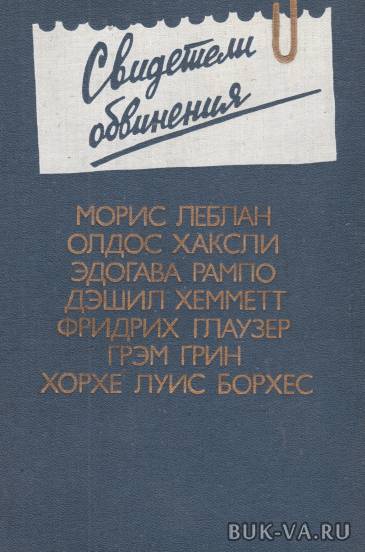 Свидетели
обвинения
МОРИС ЛЕБЛАН
ОЛДОС ХАКСЛИ
ЭДОГАВА РАМПО
ДЭШИЛ ХЕММЕТТ
ФРИДРИХ ГЛАУЗЕР
ГРЭМ ГРИН
ХОРХЕ ЛУИС БОРХЕС
BUK-VA.RU